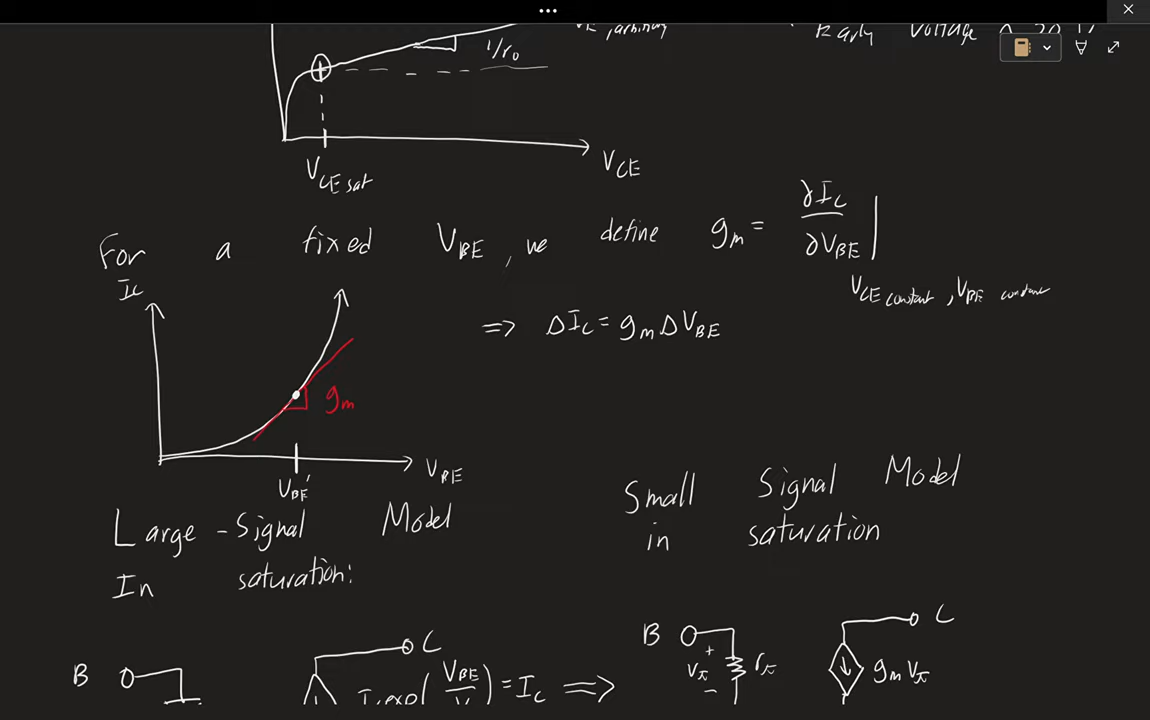 1/r₀
Early Voltage
V_CE sat
V_CE
For a fixed V_BE, we define g_m = ∂I_C / ∂V_BE |
V_CE constant, V_BE constant
I_C
⇒ ΔI_C = g_m ΔV_BE
g_m
V_BE
V_BE'
Large-Signal Model
In saturation:
Small Signal Model
in saturation
B
C
exp(V_BE/V) = I_C ⇒
B
+
V_π
-
r_π
C
g_m V_π